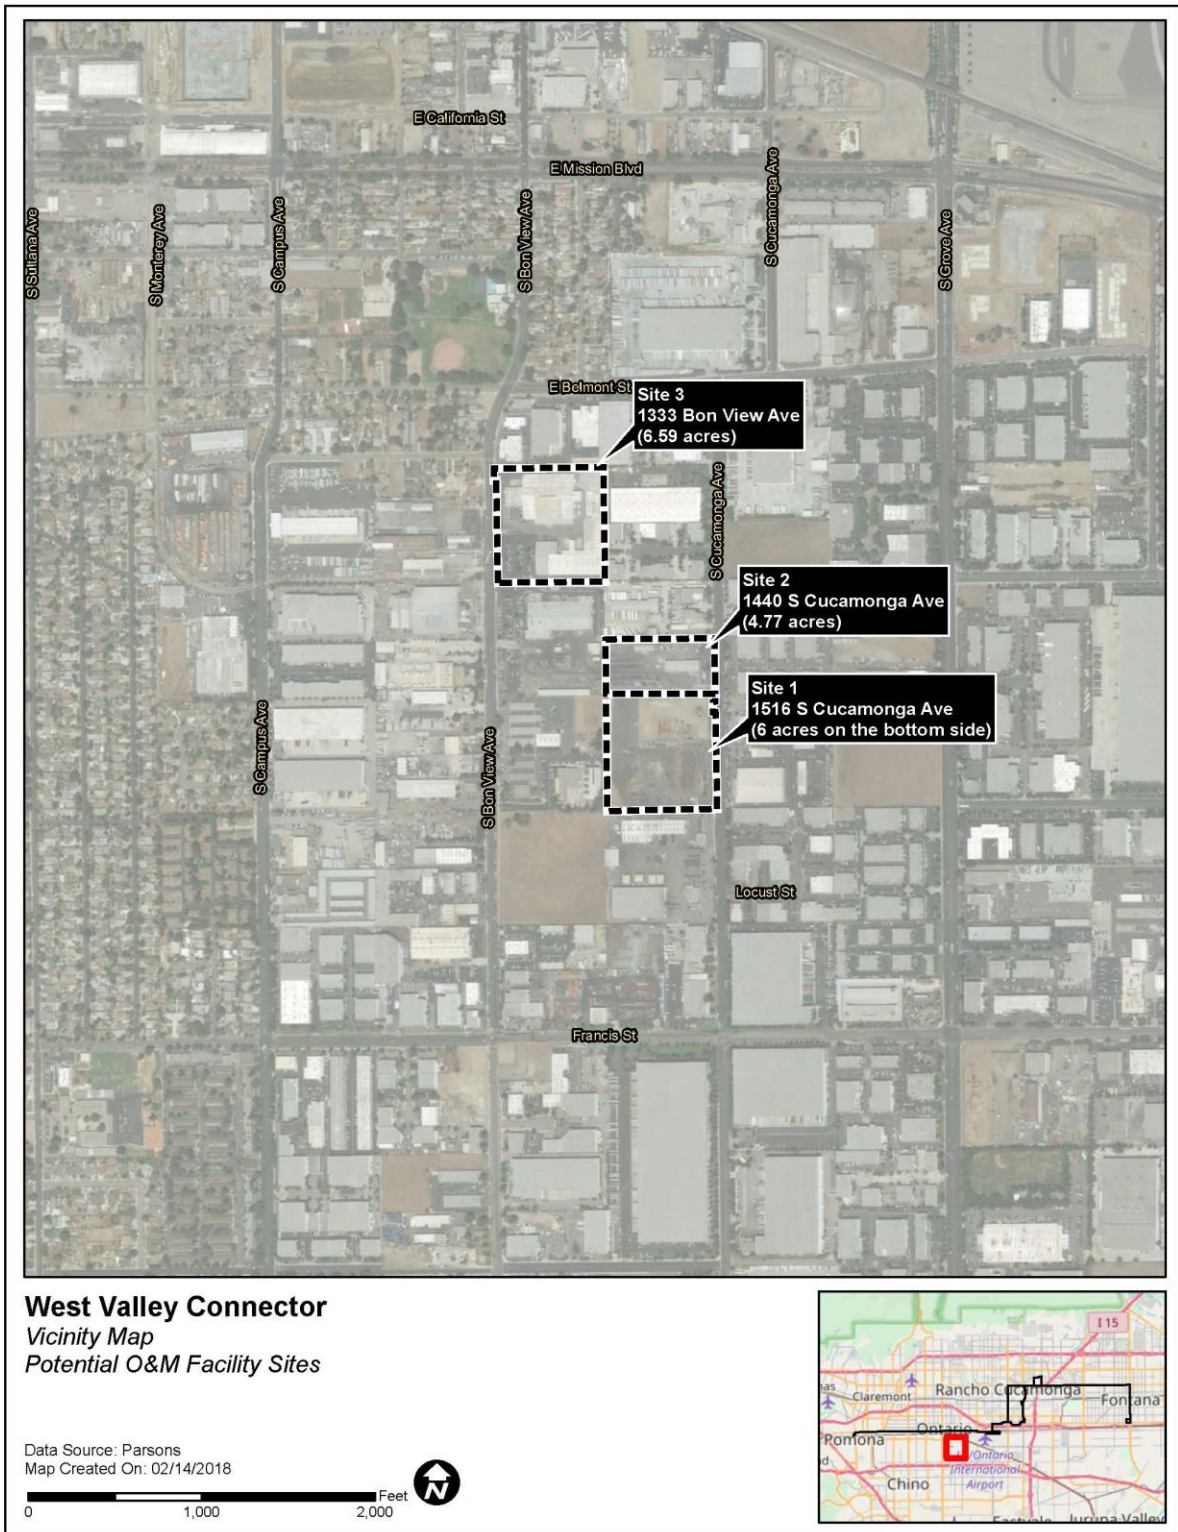 E California St
E Mission Blvd
S Sultana Ave
S Monterey Ave
S Campus Ave
S Bon View Ave
S Cucamonga Ave
S Grove Ave
E Belmont St
Site 3
1333 Bon View Ave
(6.59 acres)
S Cucamonga Ave
Site 2
1440 S Cucamonga Ave
(4.77 acres)
Site 1
1516 S Cucamonga Ave
(6 acres on the bottom side)
S Campus Ave
S Bon View Ave
Locust St
Francis St
West Valley Connector
Vicinity Map
Potential O&M Facility Sites
Data Source: Parsons
Map Created On: 02/14/2018
Feet
0 1,000 2,000
N
I 15
Claremont
Rancho Cucamonga
Fontana
Ontario
Pomona
/Ontario
International
Airport
Chino
Jurupa Valley